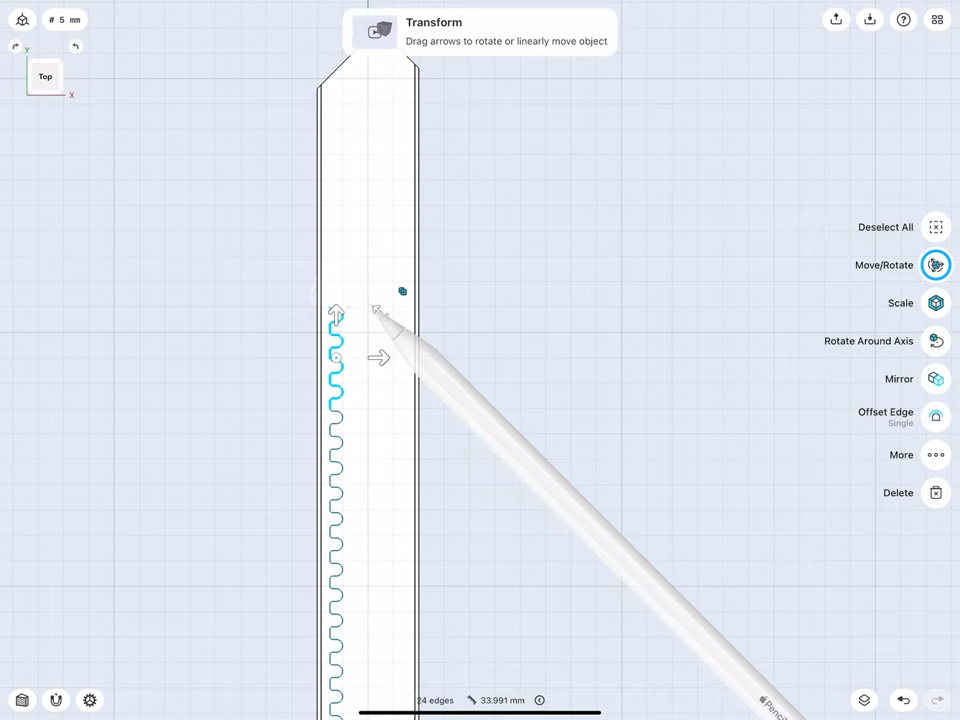 # 5 mm
Transform
Drag arrows to rotate or linearly move object
y
Top
x
Deselect All
Move/Rotate
Scale
Rotate Around Axis
Mirror
Offset Edge
Single
More
Delete
24 edges
33.991 mm
Pencil